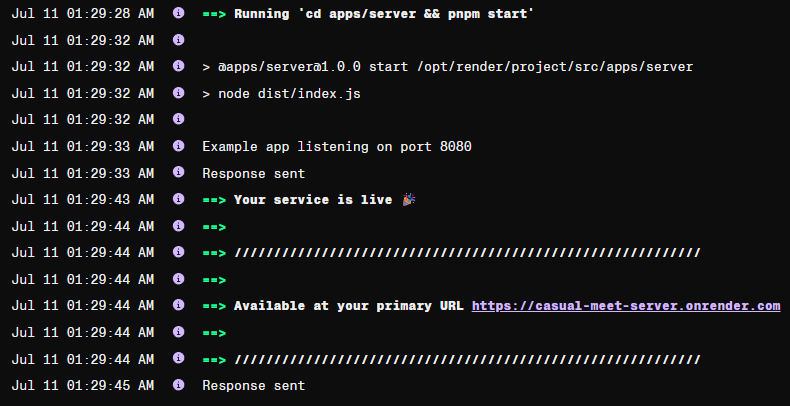 Jul 11 01:29:28 AM ==> Running 'cd apps/server && pnpm start'
Jul 11 01:29:32 AM
Jul 11 01:29:32 AM > @apps/server@1.0.0 start /opt/render/project/src/apps/server
Jul 11 01:29:32 AM > node dist/index.js
Jul 11 01:29:32 AM
Jul 11 01:29:33 AM Example app listening on port 8080
Jul 11 01:29:33 AM Response sent
Jul 11 01:29:43 AM ==> Your service is live 🎉
Jul 11 01:29:44 AM ==>
Jul 11 01:29:44 AM ==> ///////////////////////////////////////////////////////////
Jul 11 01:29:44 AM ==>
Jul 11 01:29:44 AM ==> Available at your primary URL https://casual-meet-server.onrender.com
Jul 11 01:29:44 AM ==>
Jul 11 01:29:44 AM ==> ///////////////////////////////////////////////////////////
Jul 11 01:29:45 AM Response sent